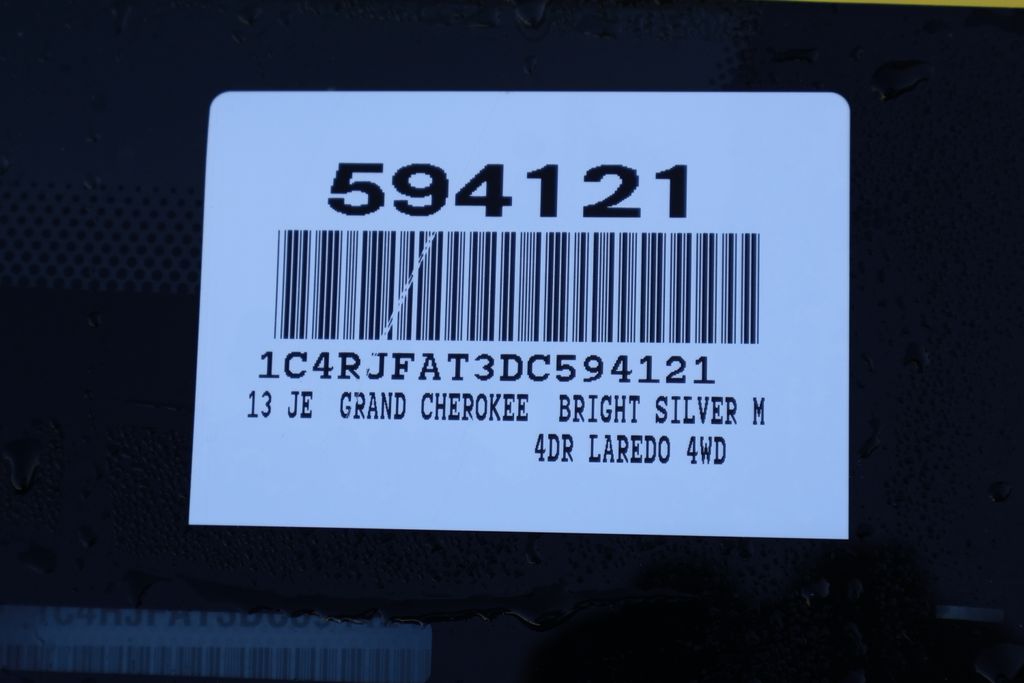 594121
1C4RJFAT3DC594121
13 JE GRAND CHEROKEE BRIGHT SILVER M
4DR LAREDO 4WD